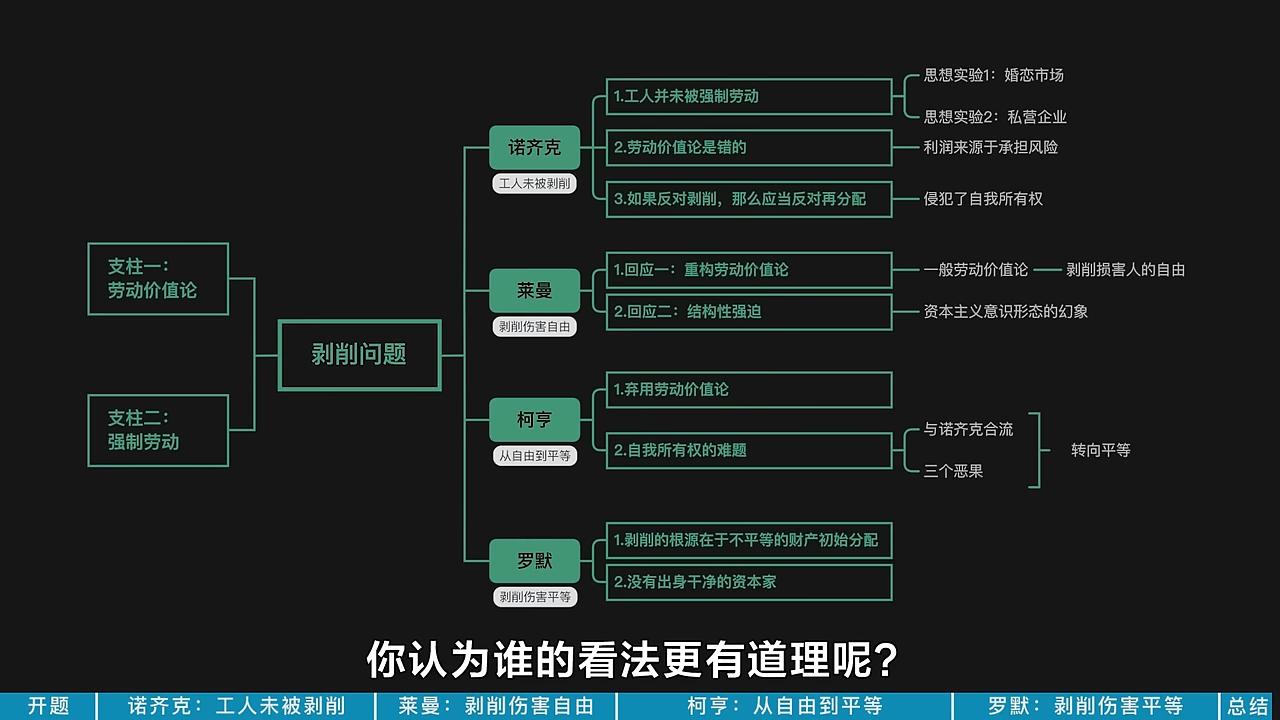 支柱一：
劳动价值论
支柱二：
强制劳动
剥削问题
诺齐克
工人未被剥削
1.工人并未被强制劳动
思想实验1：婚恋市场
思想实验2：私营企业
2.劳动价值论是错的
利润来源于承担风险
3.如果反对剥削，那么应当反对再分配
侵犯了自我所有权
莱曼
剥削伤害自由
1.回应一：重构劳动价值论
一般劳动价值论
剥削损害人的自由
2.回应二：结构性强迫
资本主义意识形态的幻象
柯亨
从自由到平等
1.弃用劳动价值论
2.自我所有权的难题
与诺齐克合流
三个恶果
转向平等
罗默
剥削伤害平等
1.剥削的根源在于不平等的财产初始分配
2.没有出身干净的资本家
你认为谁的看法更有道理呢？
开题
诺齐克：工人未被剥削
莱曼：剥削伤害自由
柯亨：从自由到平等
罗默：剥削伤害平等
总结